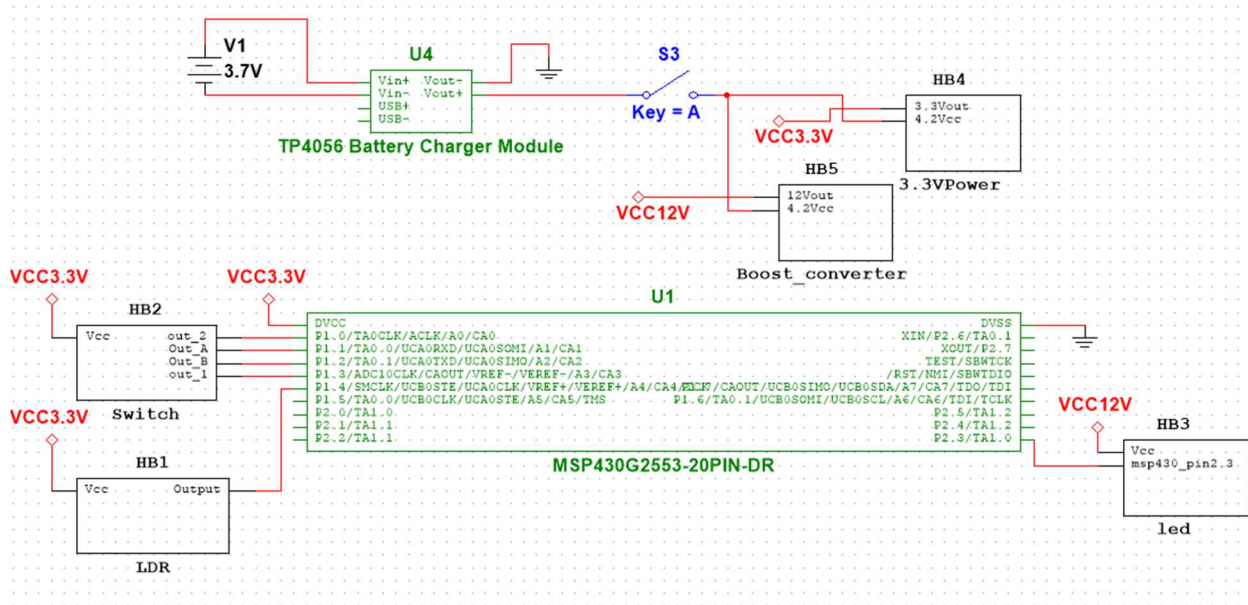 V1
3.7V
U4
Vin+ Vout-
Vin- Vout+
USB+
USB-
TP4056 Battery Charger Module
S3
Key = A
HB4
3.3Vout
4.2Vcc
VCC3.3V
3.3VPower
HB5
12Vout
4.2Vcc
VCC12V
Boost_converter
VCC3.3V
HB2
Vcc out_2
Out_A
Out_B
out_1
Switch
VCC3.3V
U1
DVCC DVSS
P1.0/TA0CLK/ACLK/A0/CA0 XIN/P2.6/TA0.1
P1.1/TA0.0/UCA0RXD/UCA0SOMI/A1/CA1 XOUT/P2.7
P1.2/TA0.1/UCA0TXD/UCA0SIMO/A2/CA2 TEST/SBWTCK
P1.3/ADC10CLK/CAOUT/VREF-/VEREF-/A3/CA3 /RST/NMI/SBWTDIO
P1.4/SMCLK/UCB0STE/UCA0CLK/VREF+/VEREF+/A4/CA4/ /CAOUT/UCB0SIMO/UCB0SDA/A7/CA7/TDO/TDI
P1.5/TA0.0/UCB0CLK/UCA0STE/A5/CA5/TMS P1.6/TA0.1/UCB0SOMI/UCB0SCL/A6/CA6/TDI/TCLK
P2.0/TA1.0 P2.5/TA1.2
P2.1/TA1.1 P2.4/TA1.2
P2.2/TA1.1 P2.3/TA1.0
MSP430G2553-20PIN-DR
VCC3.3V
HB1
Vcc Output
LDR
VCC12V
HB3
Vcc
msp430_pin2.3
led